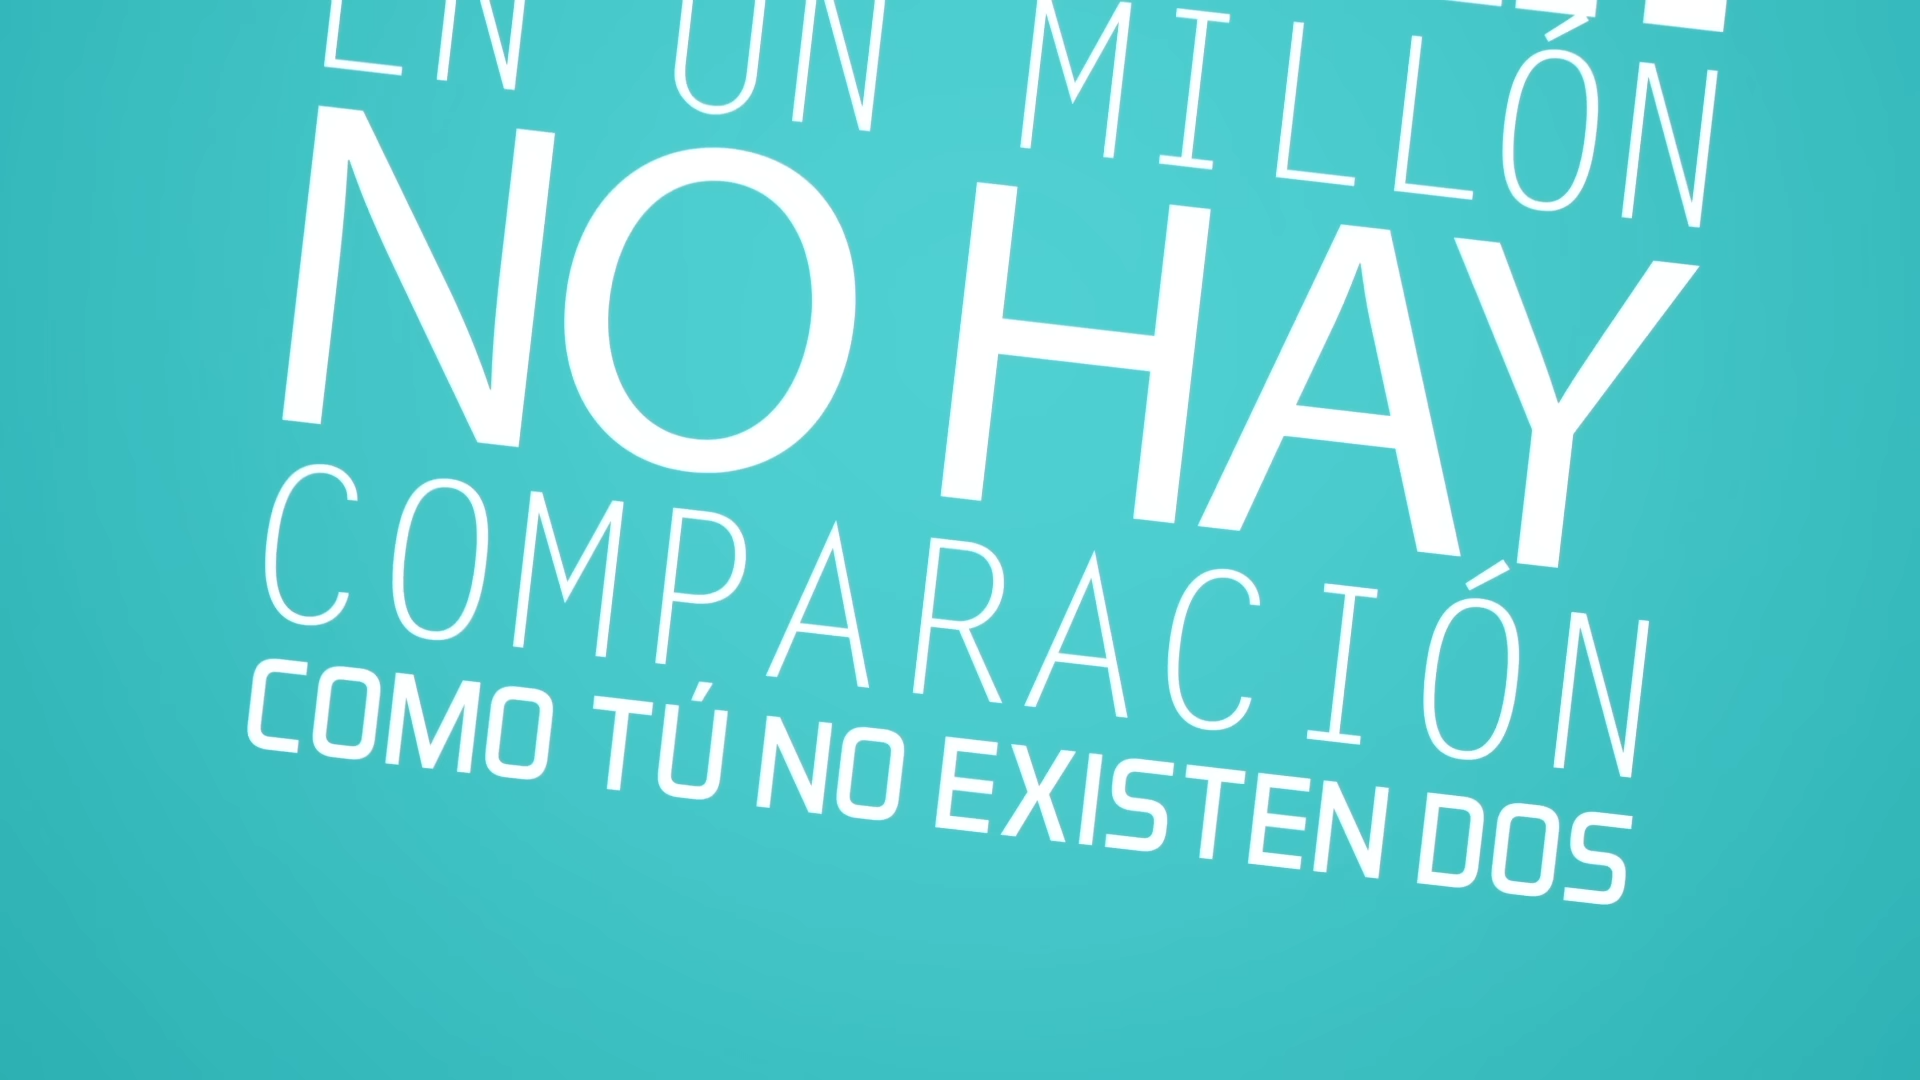 EN UN MILLÓN
NO HAY
COMPARACIÓN
COMO TÚ NO EXISTEN DOS